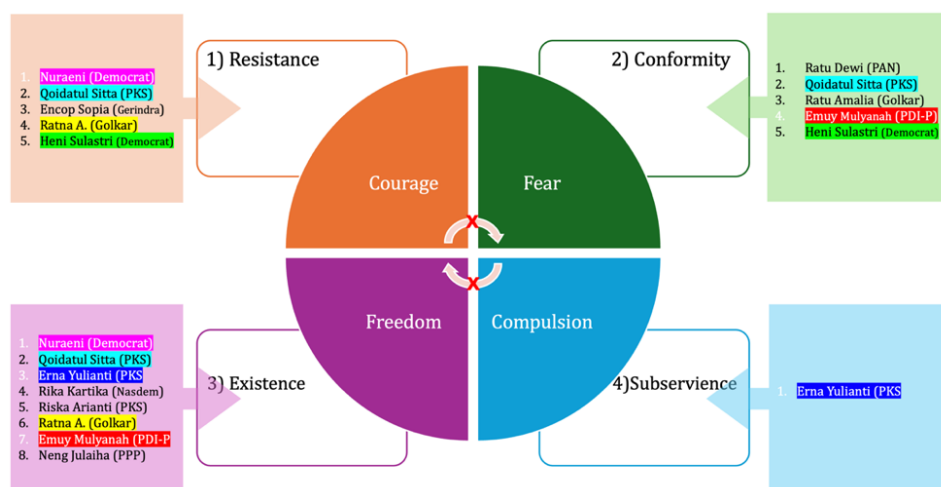 1) Resistance
1. Nuraeni (Democrat)
2. Qoidatul Sitta (PKS)
3. Encop Sopia (Gerindra)
4. Ratna A. (Golkar)
5. Heni Sulastri (Democrat)
2) Conformity
1. Ratu Dewi (PAN)
2. Qoidatul Sitta (PKS)
3. Ratu Amalia (Golkar)
4. Emuy Mulyanah (PDI-P)
5. Heni Sulastri (Democrat)
Courage
Fear
X
X
Freedom
Compulsion
3) Existence
1. Nuraeni (Democrat)
2. Qoidatul Sitta (PKS)
3. Erna Yulianti (PKS
4. Rika Kartika (Nasdem)
5. Riska Arianti (PKS)
6. Ratna A. (Golkar)
7. Emuy Mulyanah (PDI-P
8. Neng Julaiha (PPP)
4)Subservience
1. Erna Yulianti (PKS